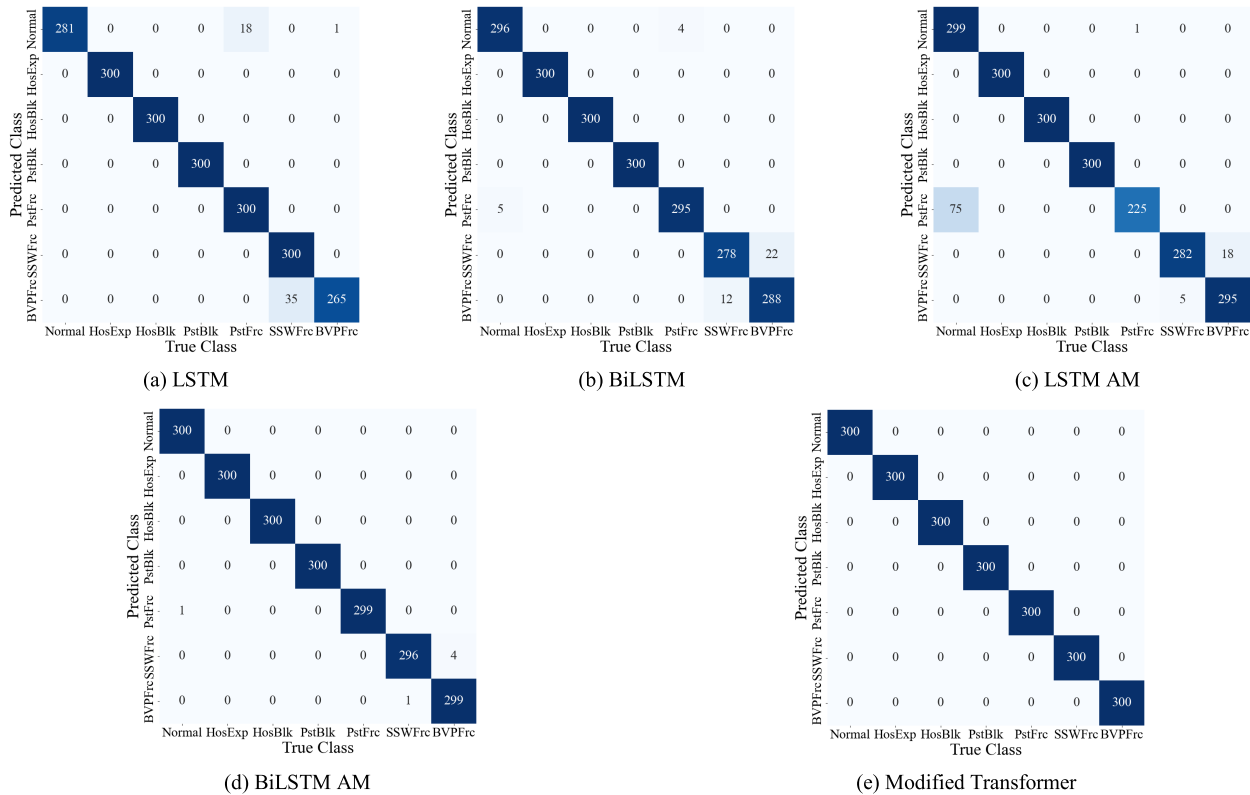 Predicted Class
Normal 281 0 0 0 18 0 1
HosExp 0 300 0 0 0 0 0
HosBlk 0 0 300 0 0 0 0
PstBlk 0 0 0 300 0 0 0
PstFrc 0 0 0 0 300 0 0
SSWFrc 0 0 0 0 0 300 0
BVPFrc 0 0 0 0 0 35 265
Normal HosExp HosBlk PstBlk PstFrc SSWFrc BVPFrc
True Class
(a) LSTM
Predicted Class
Normal 296 0 0 0 4 0 0
HosExp 0 300 0 0 0 0 0
HosBlk 0 0 300 0 0 0 0
PstBlk 0 0 0 300 0 0 0
PstFrc 5 0 0 0 295 0 0
SSWFrc 0 0 0 0 0 278 22
BVPFrc 0 0 0 0 0 12 288
Normal HosExp HosBlk PstBlk PstFrc SSWFrc BVPFrc
True Class
(b) BiLSTM
Predicted Class
Normal 299 0 0 0 1 0 0
HosExp 0 300 0 0 0 0 0
HosBlk 0 0 300 0 0 0 0
PstBlk 0 0 0 300 0 0 0
PstFrc 75 0 0 0 225 0 0
SSWFrc 0 0 0 0 0 282 18
BVPFrc 0 0 0 0 0 5 295
Normal HosExp HosBlk PstBlk PstFrc SSWFrc BVPFrc
True Class
(c) LSTM AM
Predicted Class
Normal 300 0 0 0 0 0 0
HosExp 0 300 0 0 0 0 0
HosBlk 0 0 300 0 0 0 0
PstBlk 0 0 0 300 0 0 0
PstFrc 1 0 0 0 299 0 0
SSWFrc 0 0 0 0 0 296 4
BVPFrc 0 0 0 0 0 1 299
Normal HosExp HosBlk PstBlk PstFrc SSWFrc BVPFrc
True Class
(d) BiLSTM AM
Predicted Class
Normal 300 0 0 0 0 0 0
HosExp 0 300 0 0 0 0 0
HosBlk 0 0 300 0 0 0 0
PstBlk 0 0 0 300 0 0 0
PstFrc 0 0 0 0 300 0 0
SSWFrc 0 0 0 0 0 300 0
BVPFrc 0 0 0 0 0 0 300
Normal HosExp HosBlk PstBlk PstFrc SSWFrc BVPFrc
True Class
(e) Modified Transformer